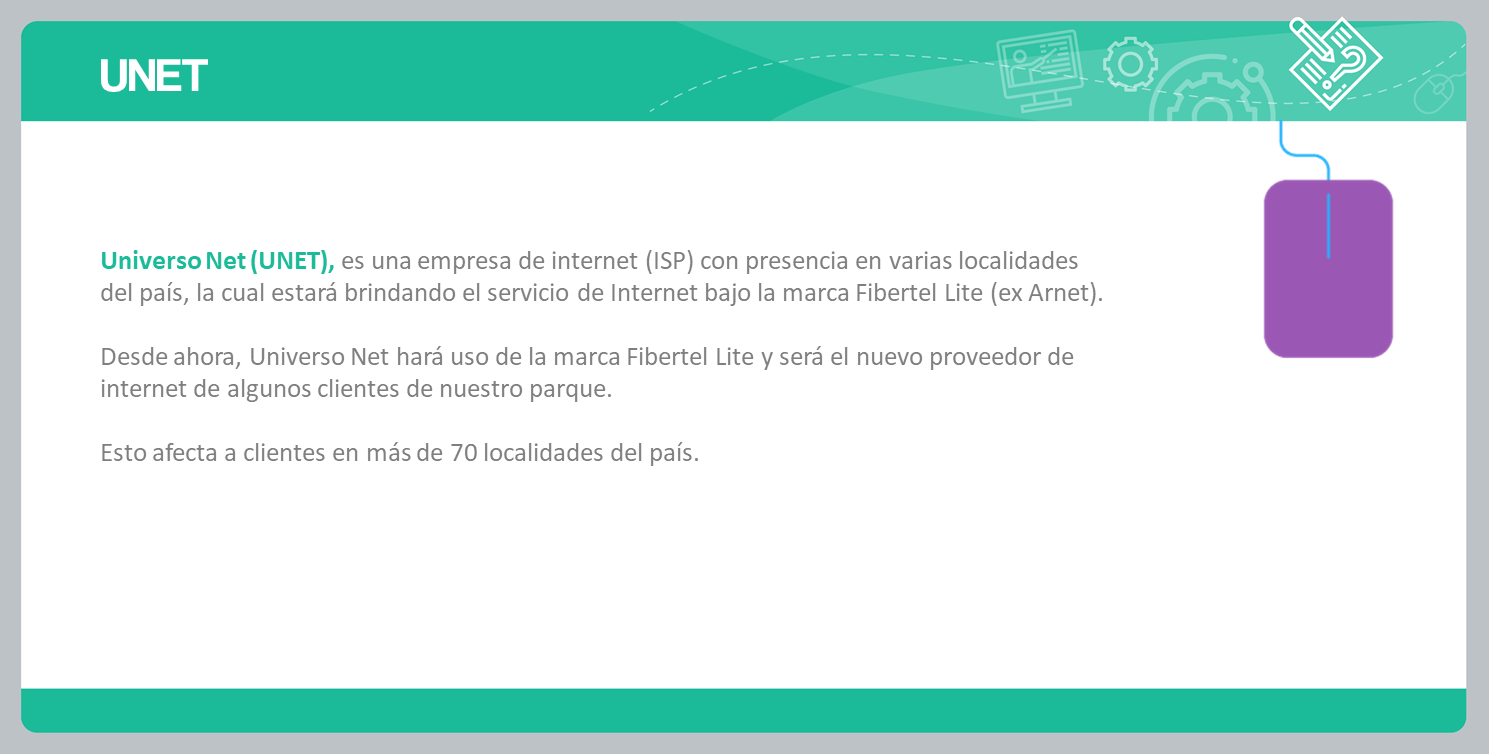 UNET
Universo Net (UNET), es una empresa de internet (ISP) con presencia en varias localidades
del país, la cual estará brindando el servicio de Internet bajo la marca Fibertel Lite (ex Arnet).
Desde ahora, Universo Net hará uso de la marca Fibertel Lite y será el nuevo proveedor de
internet de algunos clientes de nuestro parque.
Esto afecta a clientes en más de 70 localidades del país.